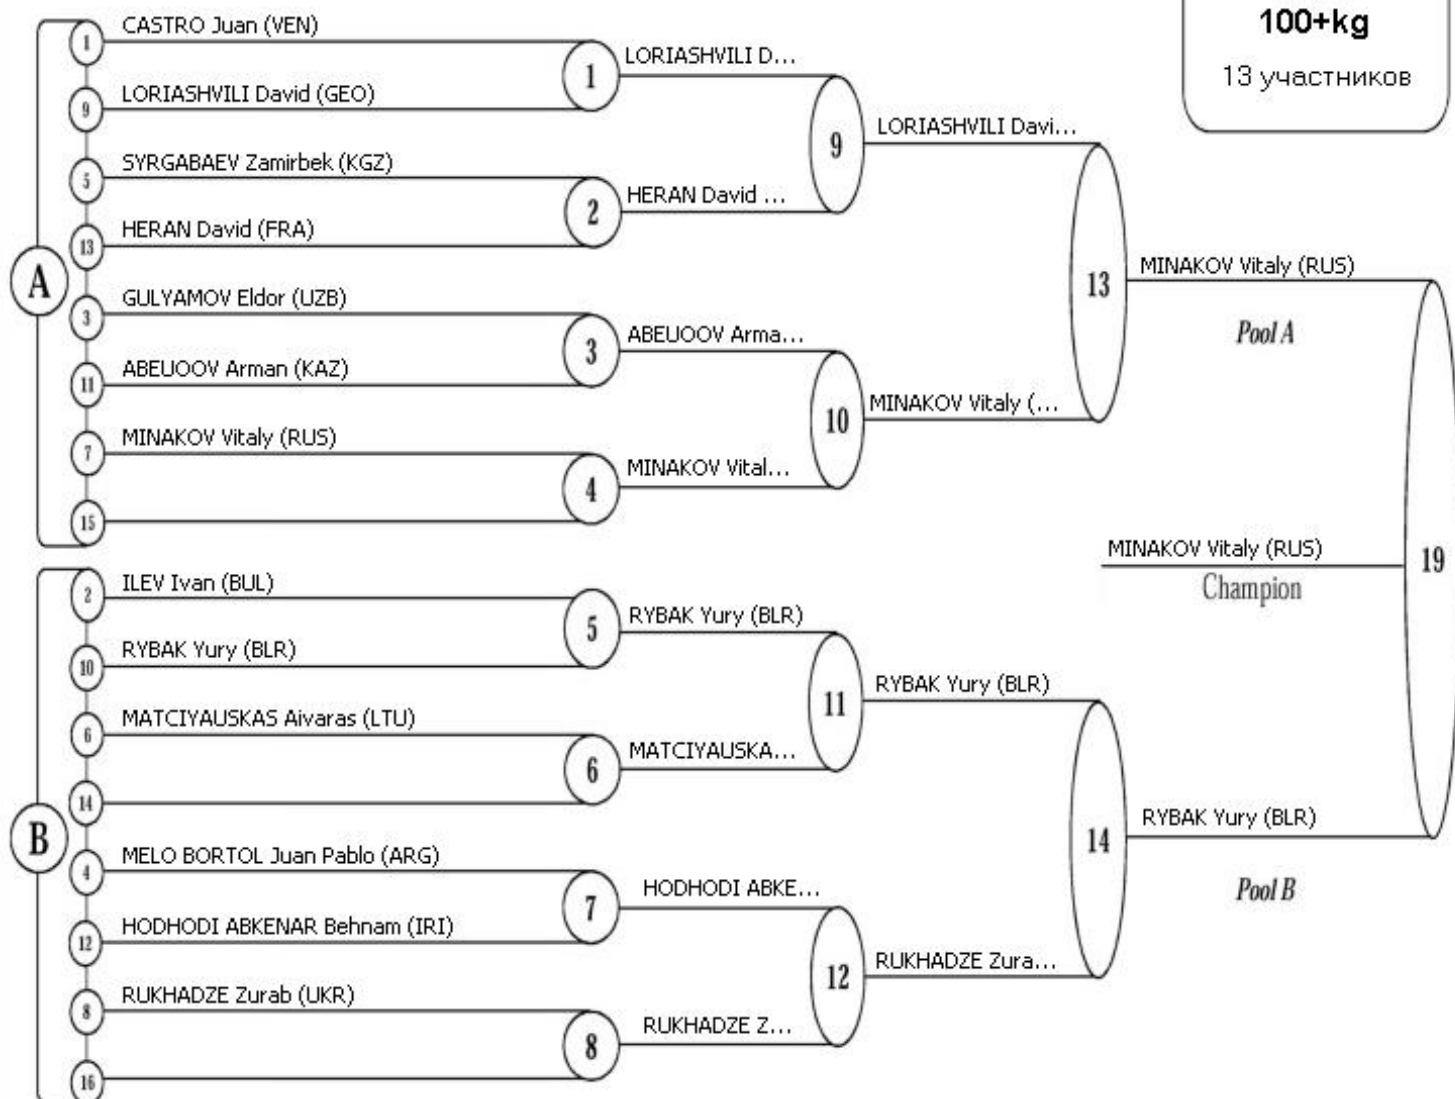 100+kg
13 участников
A
1
CASTRO Juan (VEN)
9
LORIASHVILI David (GEO)
5
SYRGABAEV Zamirbek (KGZ)
13
HERAN David (FRA)
3
GULYAMOV Eldor (UZB)
11
ABEUOOV Arman (KAZ)
7
MINAKOV Vitaly (RUS)
15
B
2
ILEV Ivan (BUL)
10
RYBAK Yury (BLR)
6
MATCIYAUSKAS Aivaras (LTU)
14
4
MELO BORTOL Juan Pablo (ARG)
12
HODHODI ABKENAR Behnam (IRI)
8
RUKHADZE Zurab (UKR)
16
1
LORIASHVILI D...
2
HERAN David ...
3
ABEUOOV Arma...
4
MINAKOV Vital...
5
RYBAK Yury (BLR)
6
MATCIYAUSKA...
7
HODHODI ABKE...
8
RUKHADZE Z...
9
LORIASHVILI Davi...
10
MINAKOV Vitaly (...
11
RYBAK Yury (BLR)
12
RUKHADZE Zura...
13
MINAKOV Vitaly (RUS)
Pool A
14
RYBAK Yury (BLR)
Pool B
19
MINAKOV Vitaly (RUS)
Champion